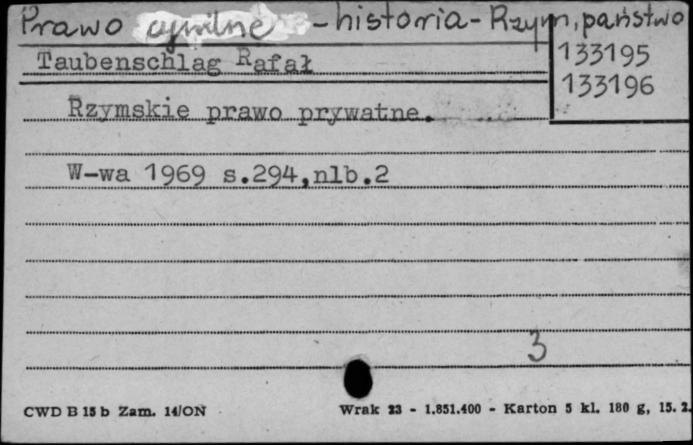 Prawo cywilne - historia - Rzym, państwo
133195
Taubenschlag Rafał
133196
Rzymskie prawo prywatne.
W-wa 1969 s.294,nlb.2
3
CWD B 15 b Zam. 14/ON
Wrak 23 - 1.851.400 - Karton 5 kl. 180 g, 15. 2.